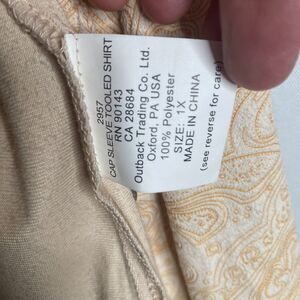 2957
CAP SLEEVE TOOLED SHIRT
RN 90143
CA 28684
Outback Trading Co. Ltd.
Oxford, PA USA
100% Polyester
SIZE: 1X
MADE IN CHINA
(see reverse for care)